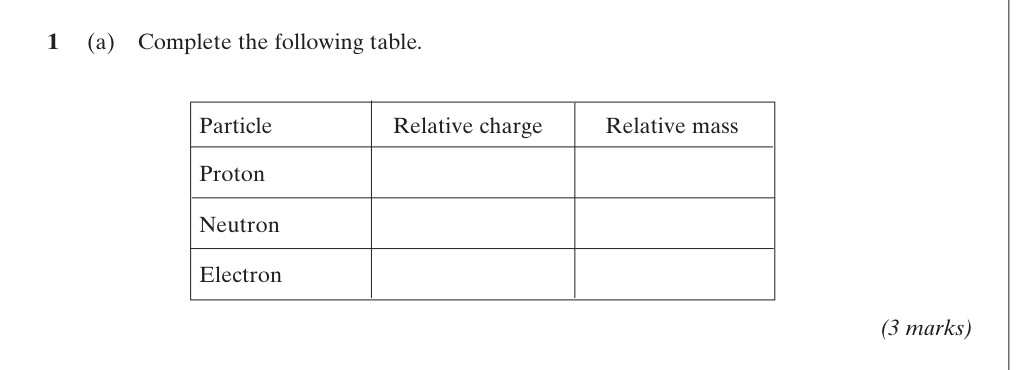 1 (a) Complete the following table.
Particle Relative charge Relative mass
Proton
Neutron
Electron
(3 marks)